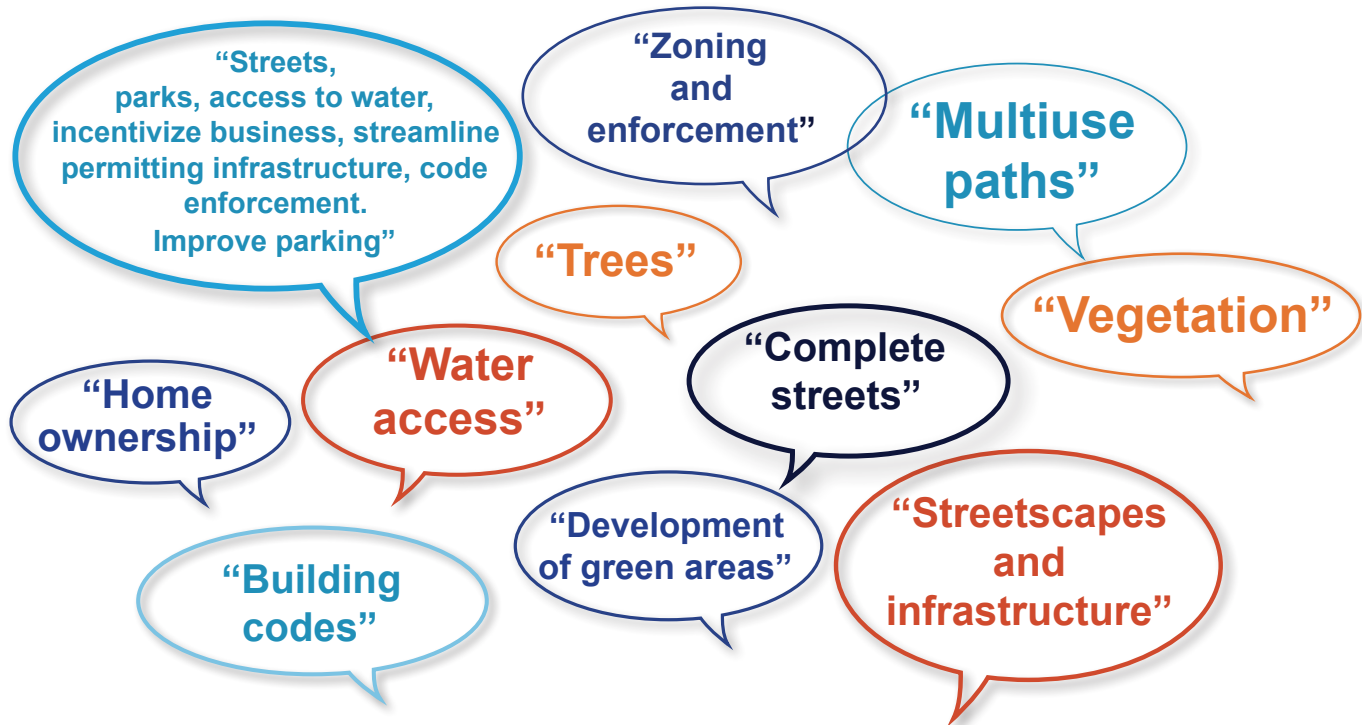 “Streets,
parks, access to water,
incentivize business, streamline
permitting infrastructure, code
enforcement.
Improve parking”
“Zoning
and
enforcement”
“Multiuse
paths”
“Trees”
“Vegetation”
“Home
ownership”
“Water
access”
“Complete
streets”
“Building
codes”
“Development
of green areas”
“Streetscapes
and
infrastructure”